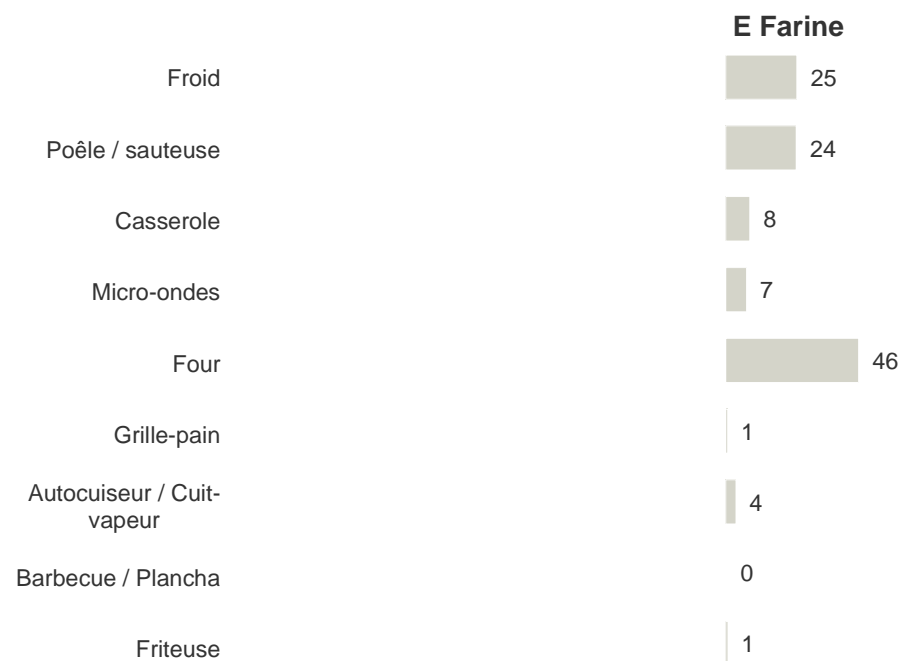 E Farine
Froid 25
Poêle / sauteuse 24
Casserole 8
Micro-ondes 7
Four 46
Grille-pain 1
Autocuiseur / Cuit-
vapeur 4
Barbecue / Plancha 0
Friteuse 1